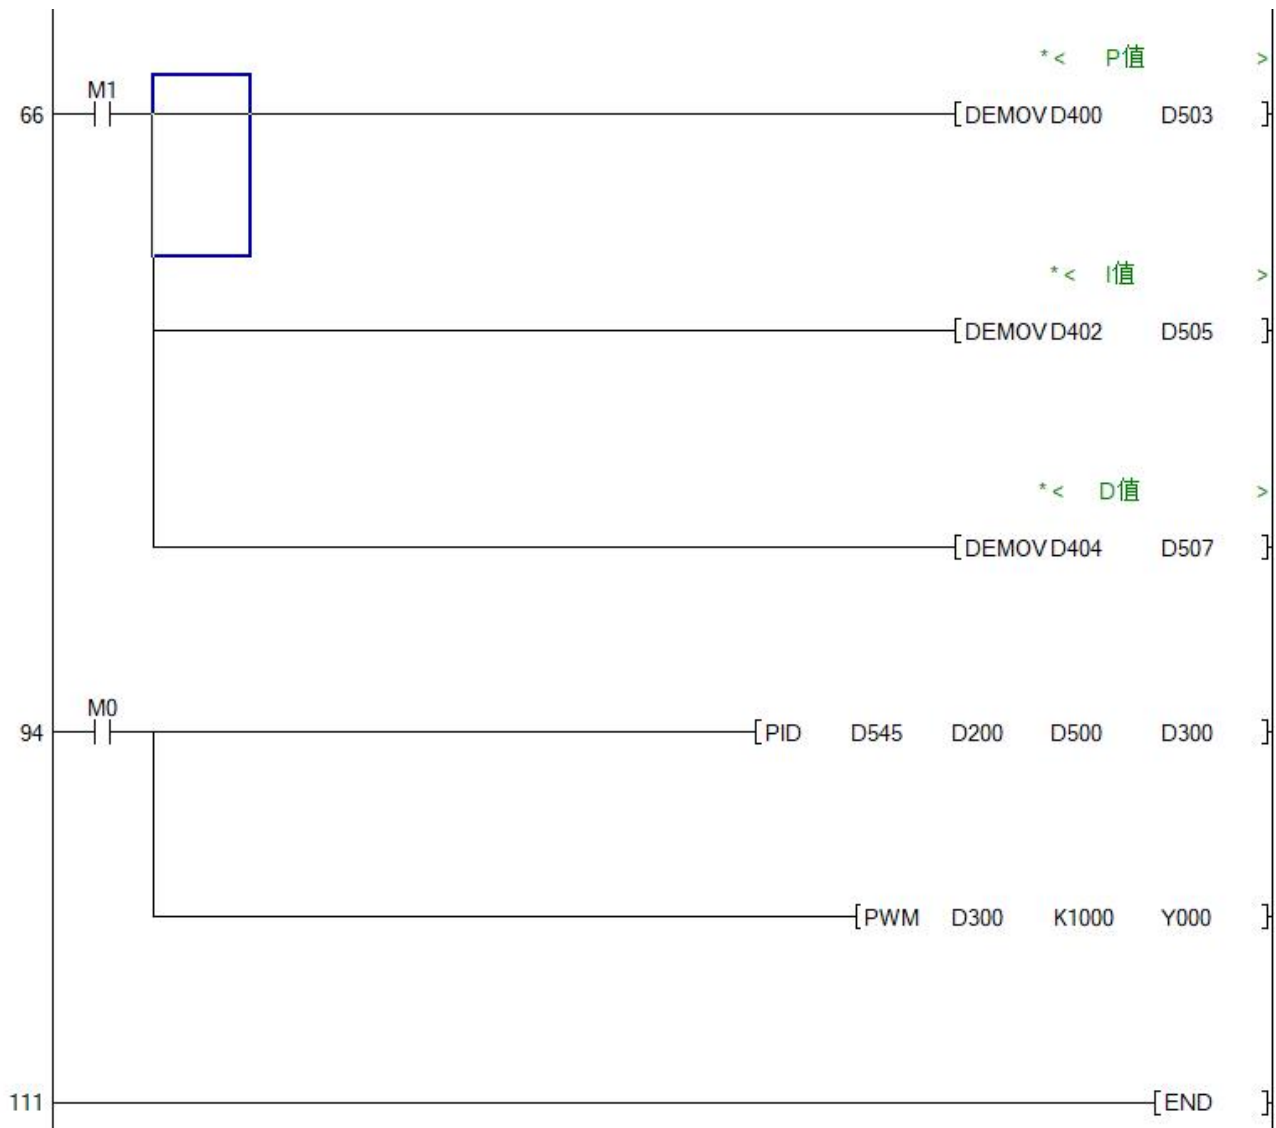 *< P值 >
M1
66 [DEMOV D400 D503 ]
*< I值 >
[DEMOV D402 D505 ]
*< D值 >
[DEMOV D404 D507 ]
M0
94 [PID D545 D200 D500 D300 ]
[PWM D300 K1000 Y000 ]
111 [END ]